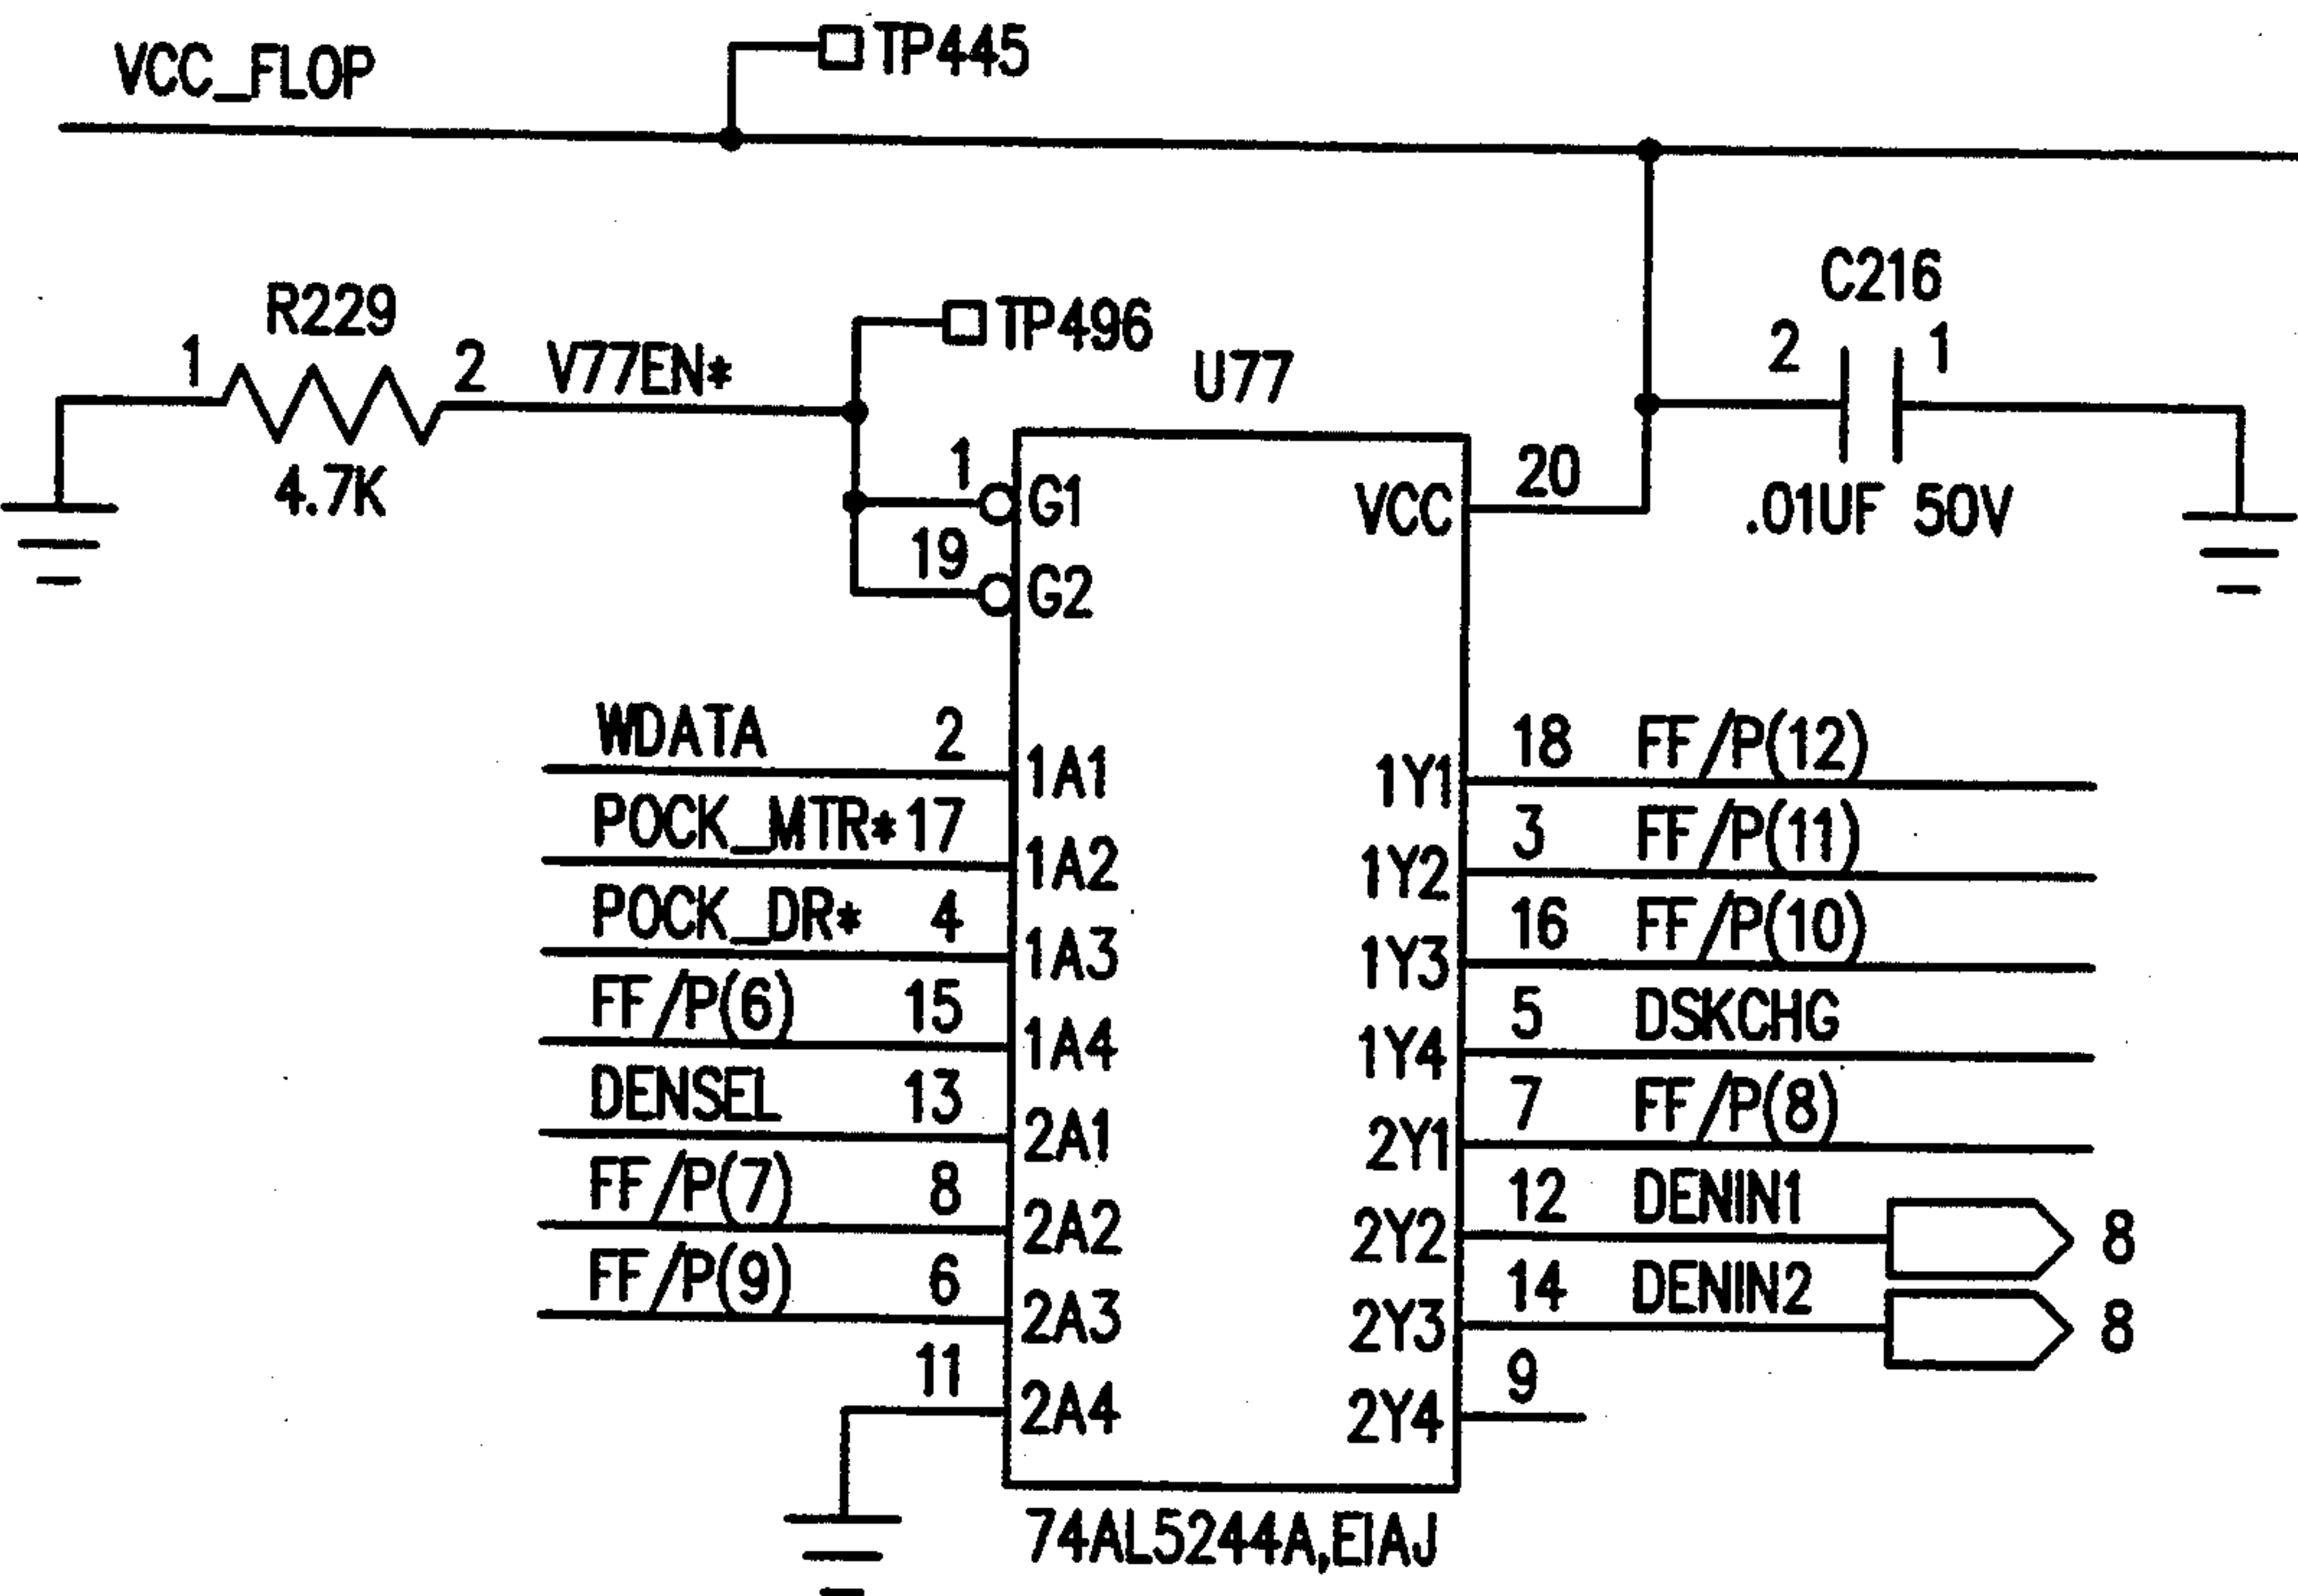 TP445
VCC_FLOP
C216
R229
TP496
1 2 V77EN* U77 2 1
1 G1 VCC 20
4.7K .01UF 50V
19 G2
WDATA 2 1A1 1Y1 18 FF/P(12)
POCK_MTR* 17 1A2 1Y2 3 FF/P(11)
POCK_DR* 4 1A3 1Y3 16 FF/P(10)
FF/P(6) 15 1A4 1Y4 5 DSKCHG
DENSEL 13 2A1 2Y1 7 FF/P(8)
FF/P(7) 8 2A2 2Y2 12 DENIN1 8
FF/P(9) 6 2A3 2Y3 14 DENIN2 8
11 2A4 2Y4 9
74AL5244A,EIAJ